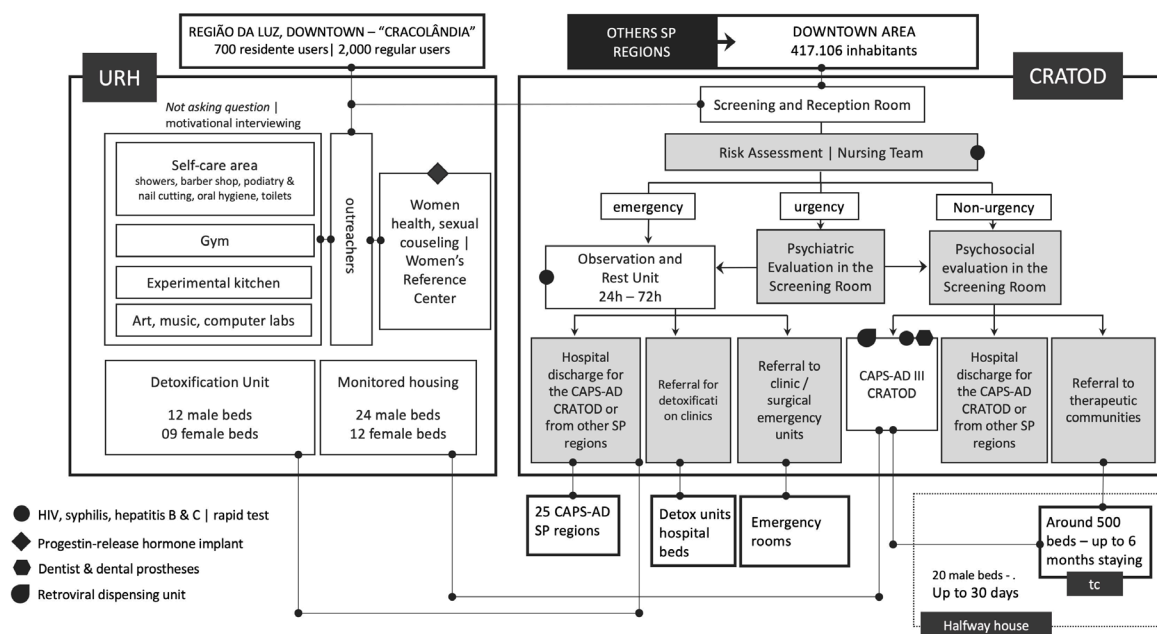 REGIÃO DA LUZ, DOWNTOWN – “CRACOLÂNDIA”
700 residente users| 2,000 regular users
OTHERS SP
REGIONS
DOWNTOWN AREA
417.106 inhabitants
URH
Not asking question |
motivational interviewing
Self-care area
showers, barber shop, podiatry &
nail cutting, oral hygiene, toilets
Gym
Experimental kitchen
Art, music, computer labs
outreachers
Women
health, sexual
couseling |
Women’s
Reference
Center
Detoxification Unit
12 male beds
09 female beds
Monitored housing
24 male beds
12 female beds
CRATOD
Screening and Reception Room
Risk Assessment | Nursing Team
emergency
urgency
Non-urgency
Observation and
Rest Unit
24h – 72h
Psychiatric
Evaluation in the
Screening Room
Psychosocial
evaluation in the
Screening Room
Hospital
discharge for
the CAPS-AD
CRATOD or
from other SP
regions
Referral for
detoxificati
on clinics
Referral to
clinic /
surgical
emergency
units
CAPS-AD III
CRATOD
Hospital
discharge for
the CAPS-AD
CRATOD or
from other SP
regions
Referral to
therapeutic
communities
25 CAPS-AD
SP regions
Detox units
hospital
beds
Emergency
rooms
Around 500
beds – up to 6
months staying
tc
20 male beds - .
Up to 30 days
Halfway house
HIV, syphilis, hepatitis B & C | rapid test
Progestin-release hormone implant
Dentist & dental prostheses
Retroviral dispensing unit